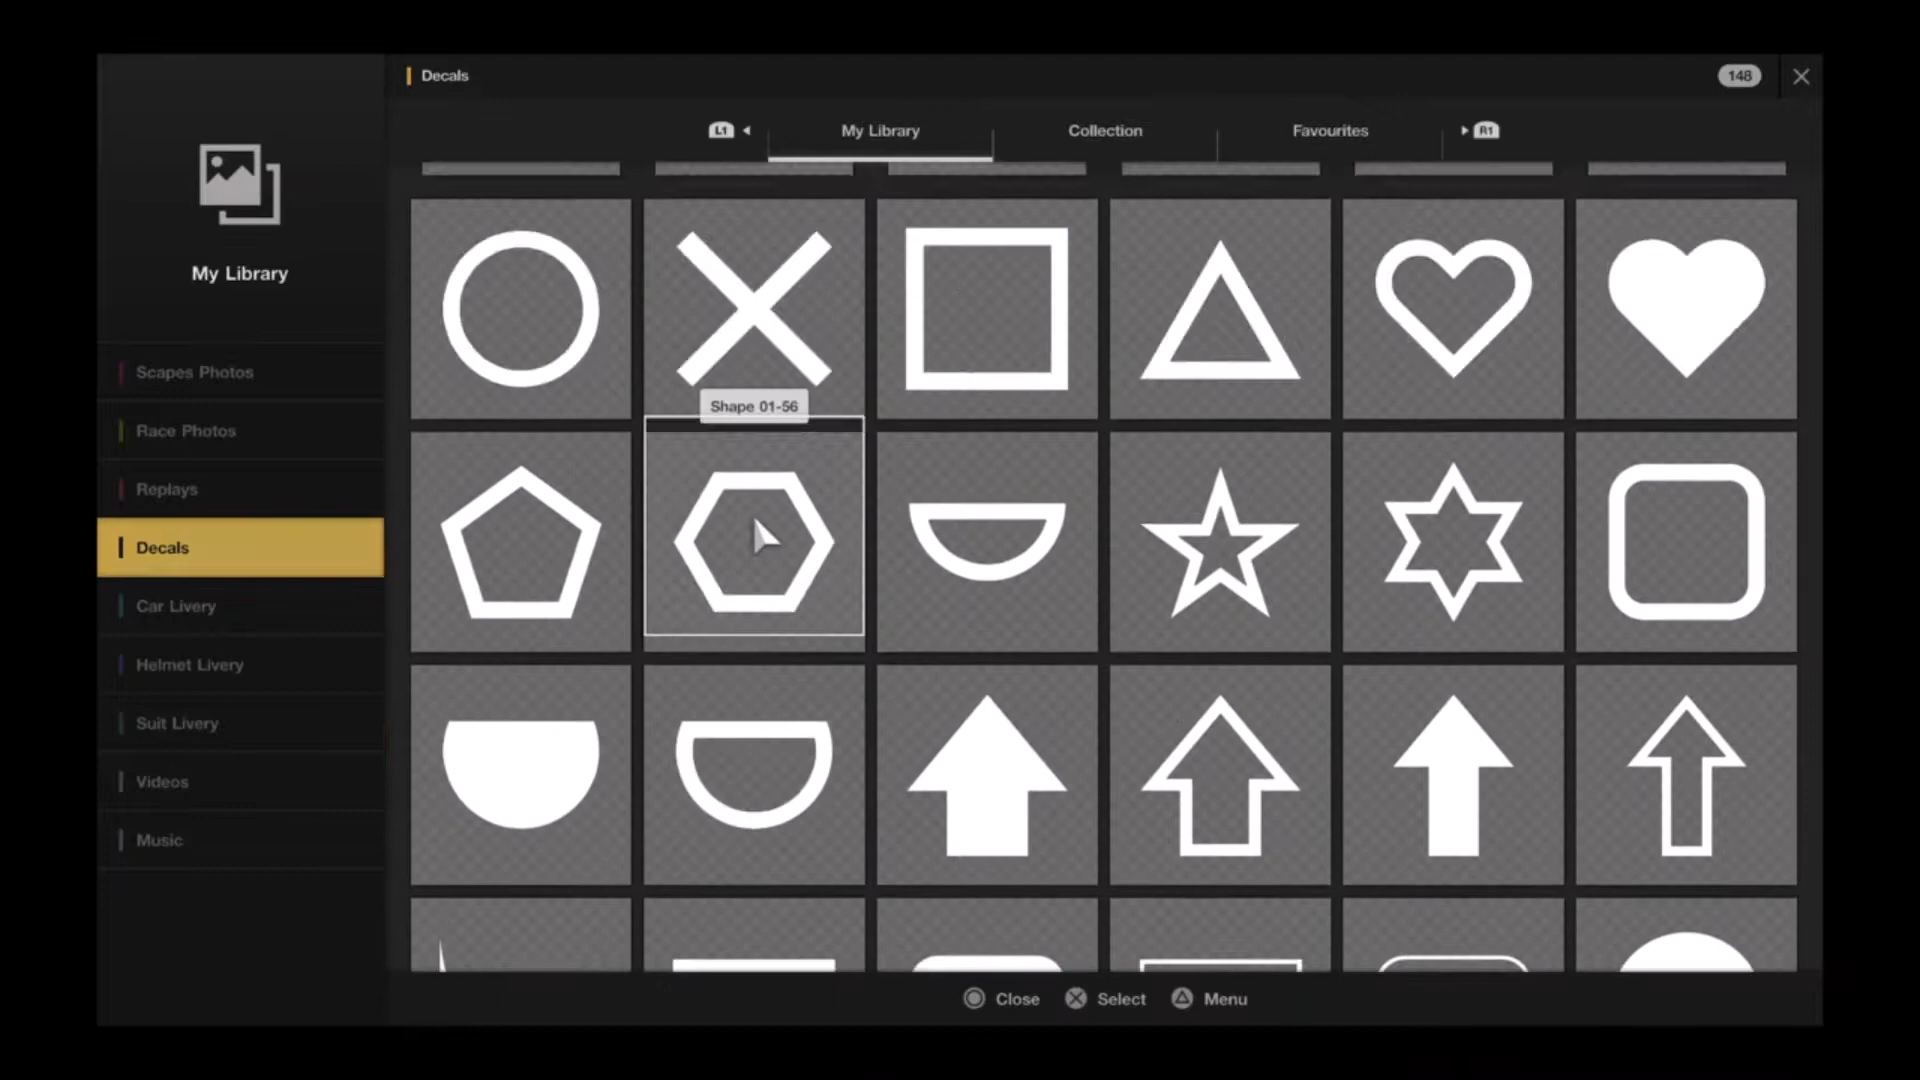 Decals
148
L1
My Library
Collection
Favourites
R1
My Library
Scapes Photos
Race Photos
Replays
Decals
Car Livery
Helmet Livery
Suit Livery
Videos
Music
Shape 01-56
Close
Select
Menu